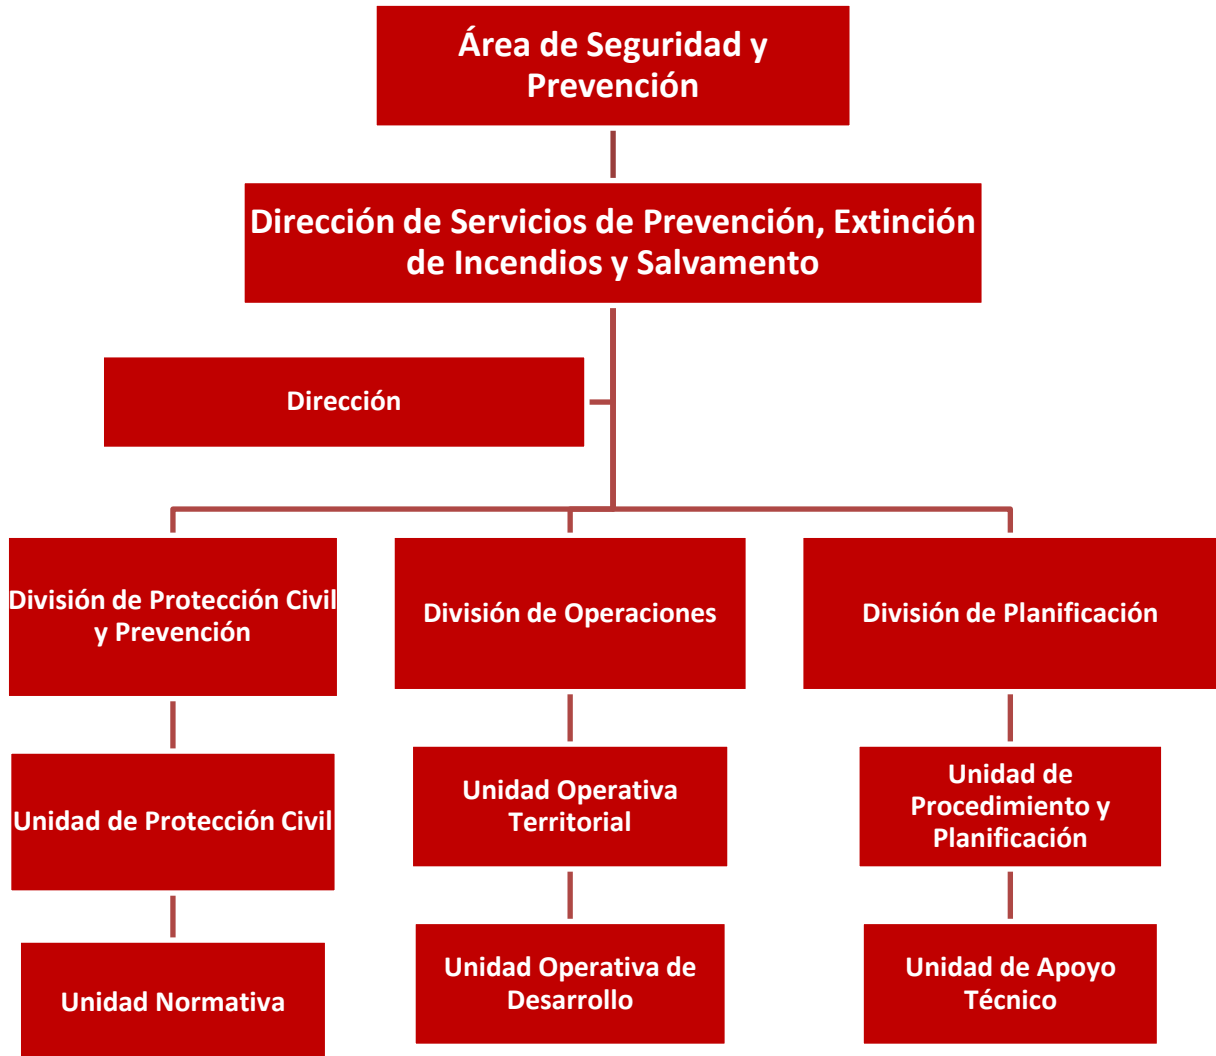 Área de Seguridad y
Prevención
Dirección de Servicios de Prevención, Extinción
de Incendios y Salvamento
Dirección
División de Protección Civil
y Prevención
División de Operaciones
División de Planificación
Unidad de Protección Civil
Unidad Operativa
Territorial
Unidad de
Procedimiento y
Planificación
Unidad Normativa
Unidad Operativa de
Desarrollo
Unidad de Apoyo
Técnico